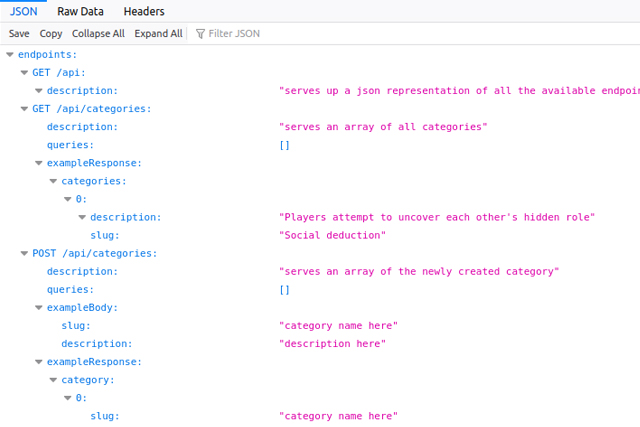 JSON Raw Data Headers
Save Copy Collapse All Expand All Filter JSON
endpoints:
GET /api:
description: "serves up a json representation of all the available
GET /api/categories:
description: "serves an array of all categories"
queries: []
exampleResponse:
categories:
0:
description: "Players attempt to uncover each other's hidden role"
slug: "Social deduction"
POST /api/categories:
description: "serves an array of the newly created category"
queries: []
exampleBody:
slug: "category name here"
description: "description here"
exampleResponse:
category:
0:
slug: "category name here"